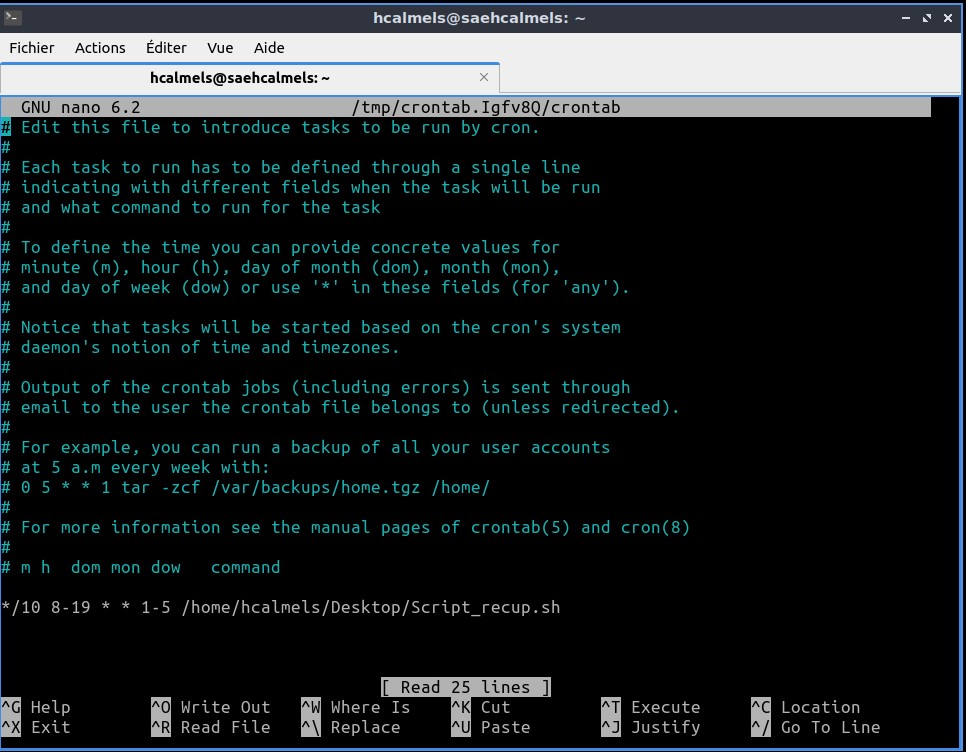 hcalmels@saehcalmels: ~
Fichier Actions Éditer Vue Aide
hcalmels@saehcalmels: ~
GNU nano 6.2 /tmp/crontab.Igfv8Q/crontab
# Edit this file to introduce tasks to be run by cron.
#
# Each task to run has to be defined through a single line
# indicating with different fields when the task will be run
# and what command to run for the task
#
# To define the time you can provide concrete values for
# minute (m), hour (h), day of month (dom), month (mon),
# and day of week (dow) or use '*' in these fields (for 'any').
#
# Notice that tasks will be started based on the cron's system
# daemon's notion of time and timezones.
#
# Output of the crontab jobs (including errors) is sent through
# email to the user the crontab file belongs to (unless redirected).
#
# For example, you can run a backup of all your user accounts
# at 5 a.m every week with:
# 0 5 * * 1 tar -zcf /var/backups/home.tgz /home/
#
# For more information see the manual pages of crontab(5) and cron(8)
#
# m h  dom mon dow   command
*/10 8-19 * * 1-5 /home/hcalmels/Desktop/Script_recup.sh
[ Read 25 lines ]
^G Help ^O Write Out ^W Where Is ^K Cut ^T Execute ^C Location
^X Exit ^R Read File ^\ Replace ^U Paste ^J Justify ^/ Go To Line